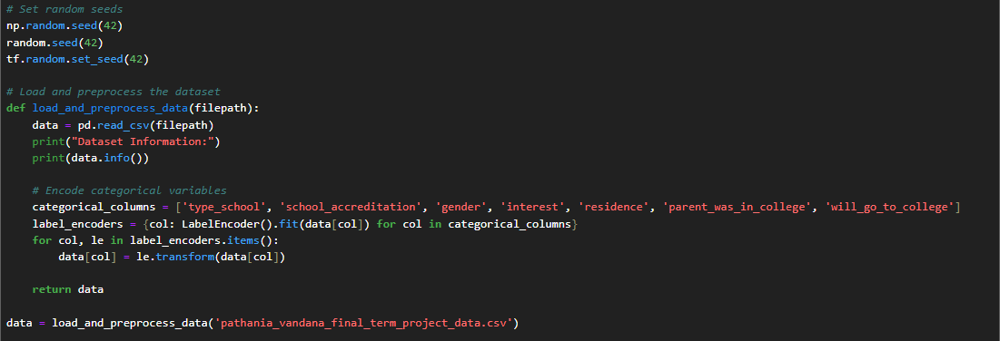 # Set random seeds
np.random.seed(42)
random.seed(42)
tf.random.set_seed(42)

# Load and preprocess the dataset
def load_and_preprocess_data(filepath):
    data = pd.read_csv(filepath)
    print("Dataset Information:")
    print(data.info())

    # Encode categorical variables
    categorical_columns = ['type_school', 'school_accreditation', 'gender', 'interest', 'residence', 'parent_was_in_college', 'will_go_to_college']
    label_encoders = {col: LabelEncoder().fit(data[col]) for col in categorical_columns}
    for col, le in label_encoders.items():
        data[col] = le.transform(data[col])

    return data

data = load_and_preprocess_data('pathania_vandana_final_term_project_data.csv')